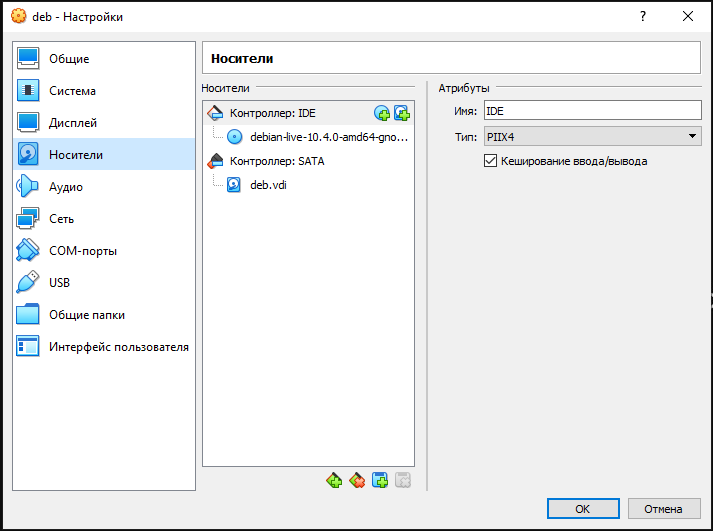 deb - Настройки
?
Общие
Система
Дисплей
Носители
Аудио
Сеть
COM-порты
USB
Общие папки
Интерфейс пользователя
Носители
Носители
Контроллер: IDE
debian-live-10.4.0-amd64-gno...
Контроллер: SATA
deb.vdi
Атрибуты
Имя: IDE
Тип: PIIX4
Кеширование ввода/вывода
OK
Отмена